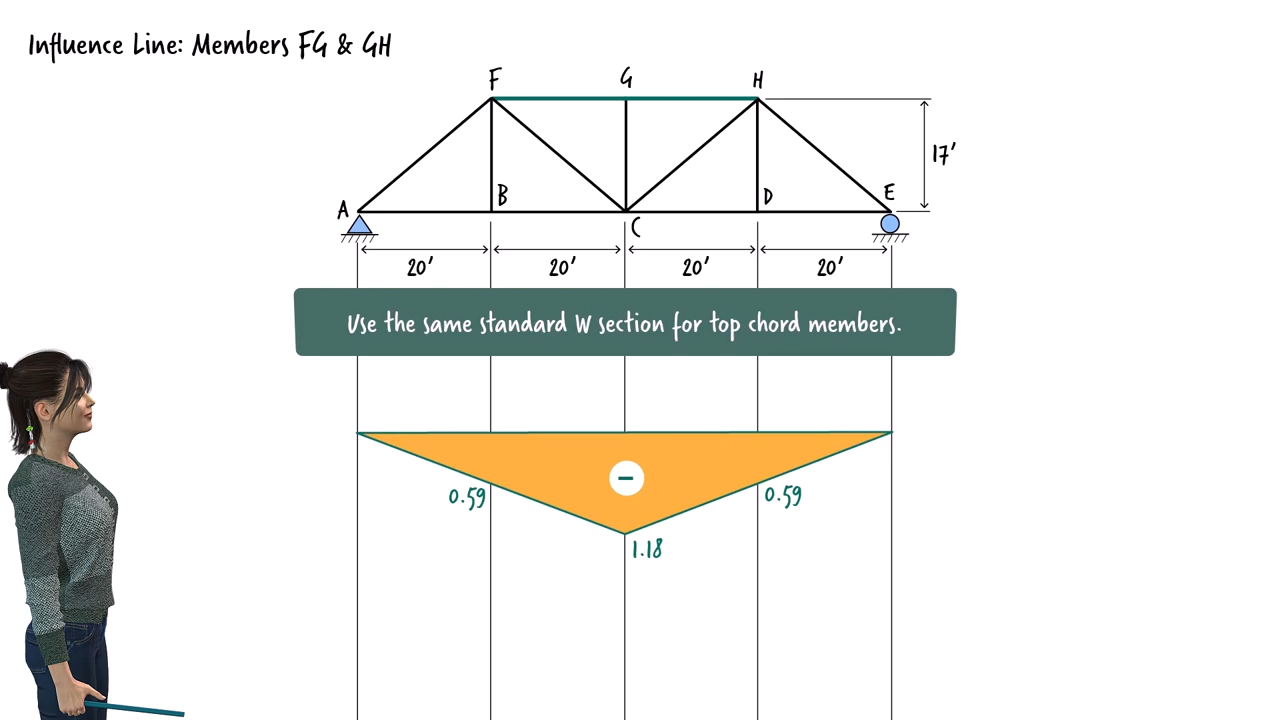 Influence Line: Members FG & GH
F G H
17'
A B C D E
20' 20' 20' 20'
Use the same standard W section for top chord members.
−
0.59 0.59
1.18